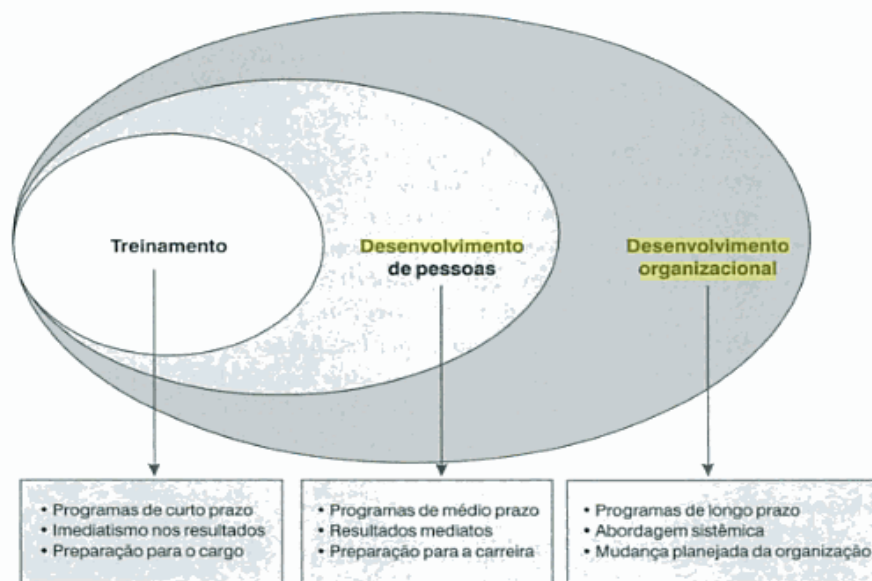 Treinamento
Desenvolvimento
de pessoas
Desenvolvimento
organizacional
• Programas de curto prazo
• Imediatismo nos resultados
• Preparação para o cargo
• Programas de médio prazo
• Resultados mediatos
• Preparação para a carreira
• Programas de longo prazo
• Abordagem sistêmica
• Mudança planejada da organização